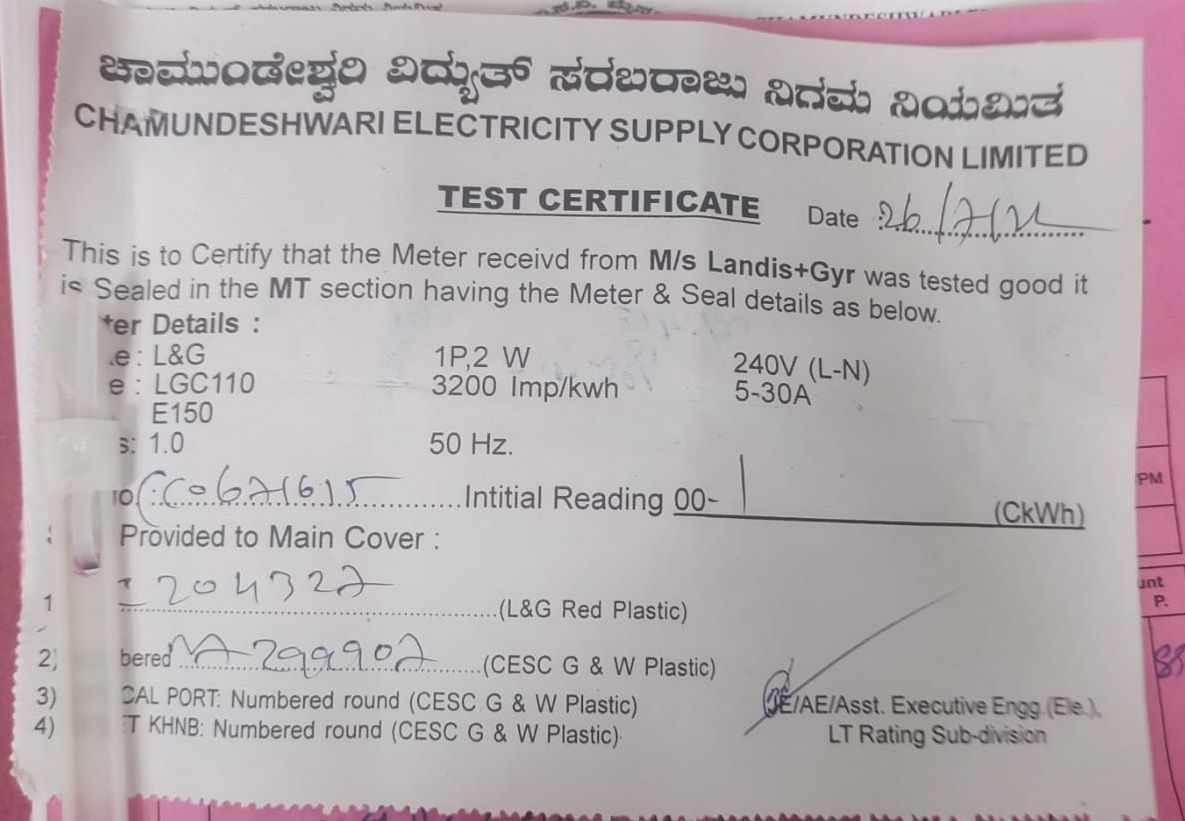 ಚಾಮುಂಡೇಶ್ವರಿ ವಿದ್ಯುತ್ ಸರಬರಾಜು ನಿಗಮ ನಿಯಮಿತ
CHAMUNDESHWARI ELECTRICITY SUPPLY CORPORATION LIMITED
TEST CERTIFICATE
Date :26/7/
This is to Certify that the Meter receivd from M/s Landis+Gyr was tested good it
is Sealed in the MT section having the Meter & Seal details as below.
ter Details :
e : L&G 1P,2 W 240V (L-N)
e : LGC110 3200 Imp/kwh 5-30A
E150
s: 1.0 50 Hz.
Intitial Reading 00- 1 (CkWh)
Provided to Main Cover :
1 204327 (L&G Red Plastic)
2) bered 299907 (CESC G & W Plastic)
3) CAL PORT: Numbered round (CESC G & W Plastic)
4) T KHNB: Numbered round (CESC G & W Plastic)
JE/AE/Asst. Executive Engg.(Ele.),
LT Rating Sub-division
PM
unt
P.